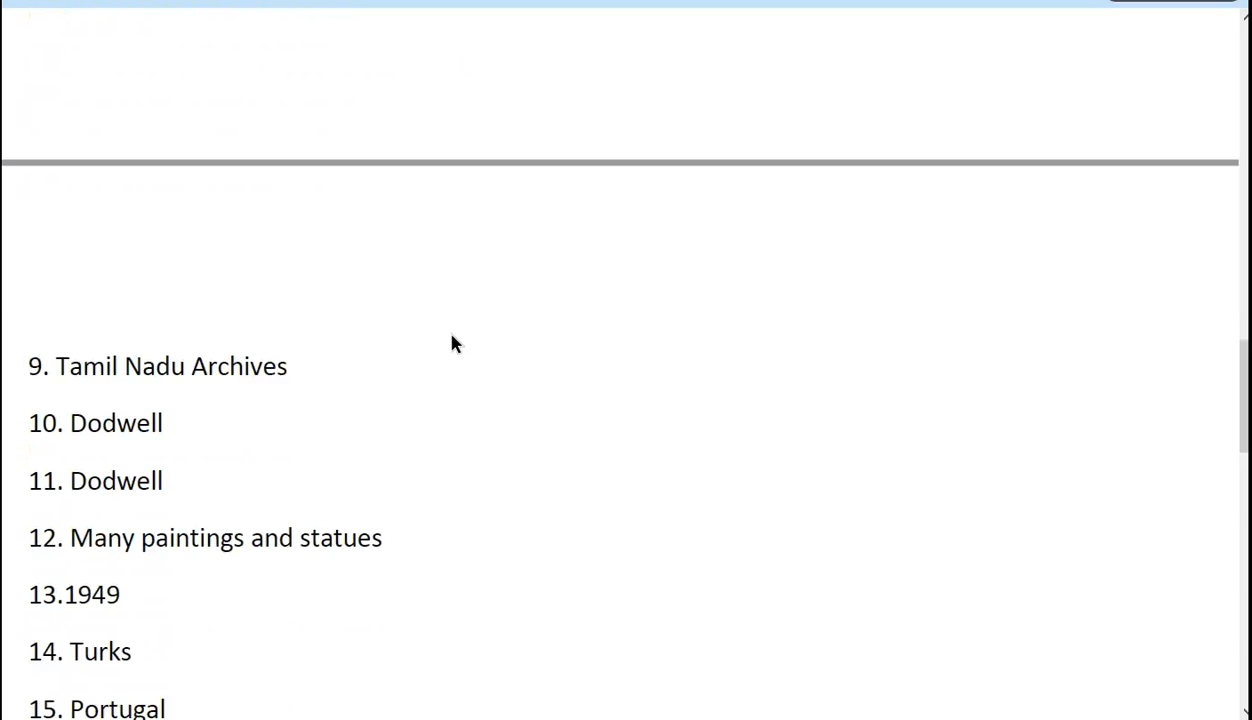 9. Tamil Nadu Archives
10. Dodwell
11. Dodwell
12. Many paintings and statues
13.1949
14. Turks
15. Portugal